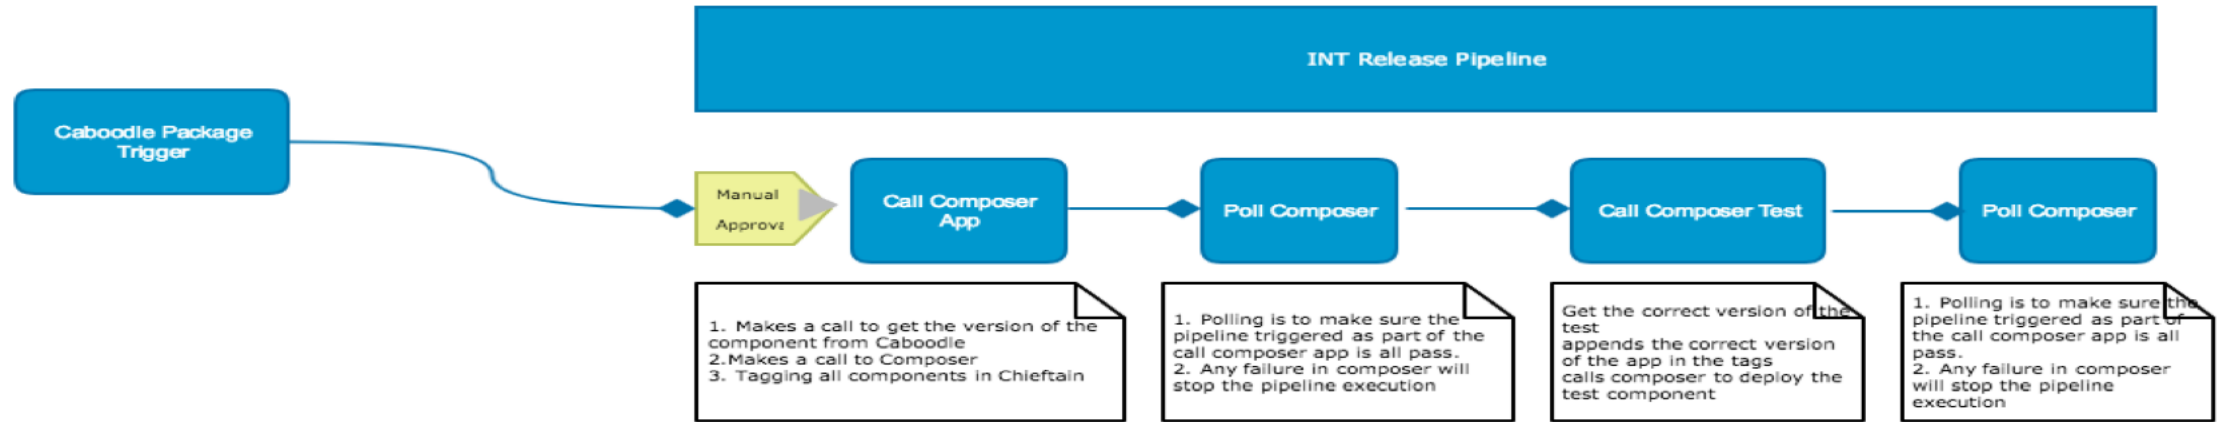 INT Release Pipeline
Caboodle Package
Trigger
Manual
Call Composer
App
Poll Composer
Call Composer Test
Poll Composer
1. Makes a call to get the version of the
component from Caboodle
2.Makes a call to Composer
3. Tagging all components in Chieftain
1. Polling is to make sure the
pipeline triggered as part of the
call composer app is all pass.
2. Any failure in composer will
stop the pipeline execution
Get the correct version of the
test
appends the correct version
of the app in the tags
calls composer to deploy the
test component
1. Polling is to make sure the
pipeline triggered as part of
the call composer app is all
pass.
2. Any failure in composer
will stop the pipeline
execution